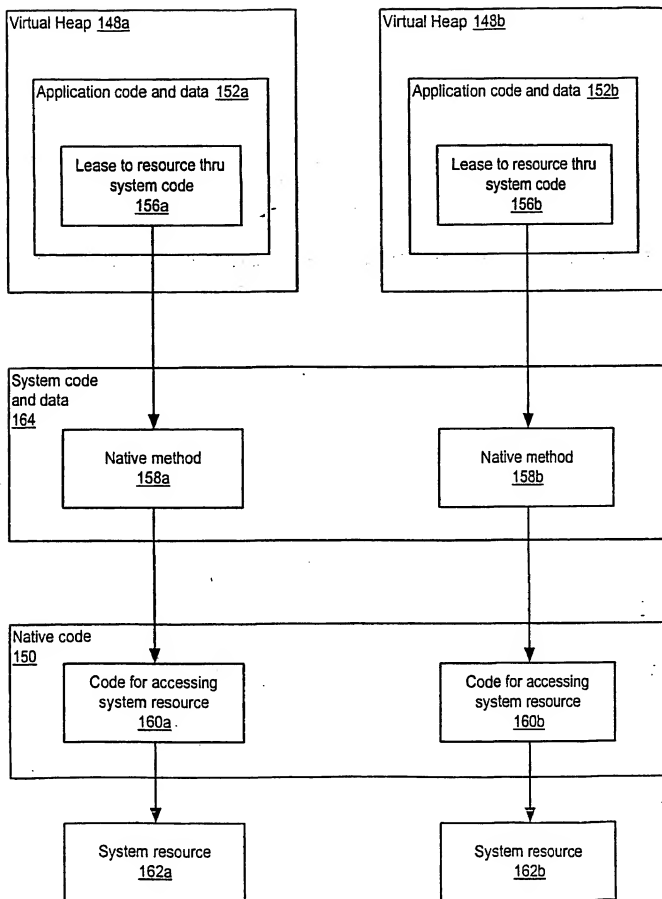 Virtual Heap 148a
Application code and data 152a
Lease to resource thru
system code
156a
Virtual Heap 148b
Application code and data 152b
Lease to resource thru
system code
156b
System code
and data
164
Native method
158a
Native method
158b
Native code
150
Code for accessing
system resource
160a
Code for accessing
system resource
160b
System resource
162a
System resource
162b